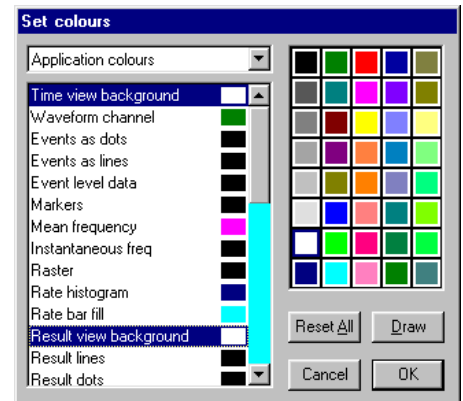 Set colours
Application colours
Time view background
Waveform channel
Events as dots
Events as lines
Event level data
Markers
Mean frequency
Instantaneous freq
Raster
Rate histogram
Rate bar fill
Result view background
Result lines
Result dots
Reset All
Draw
Cancel
OK